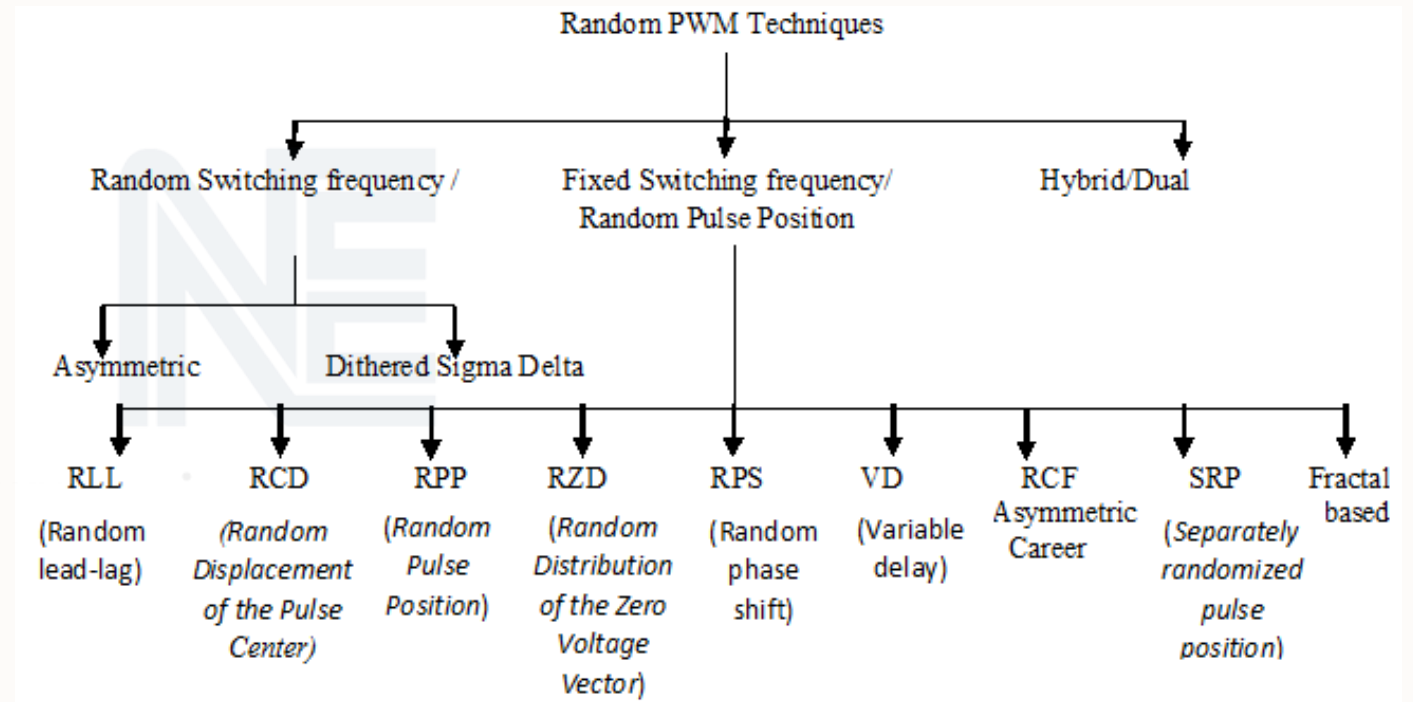 Random PWM Techniques
Random Switching frequency /
Fixed Switching frequency/
Random Pulse Position
Hybrid/Dual
Asymmetric
Dithered Sigma Delta
RLL
(Random
lead-lag)
RCD
(Random
Displacement
of the Pulse
Center)
RPP
(Random
Pulse
Position)
RZD
(Random
Distribution
of the Zero
Voltage
Vector)
RPS
(Random
phase
shift)
VD
(Variable
delay)
RCF
Asymmetric
Career
SRP
(Separately
randomized
pulse
position)
Fractal
based
NE